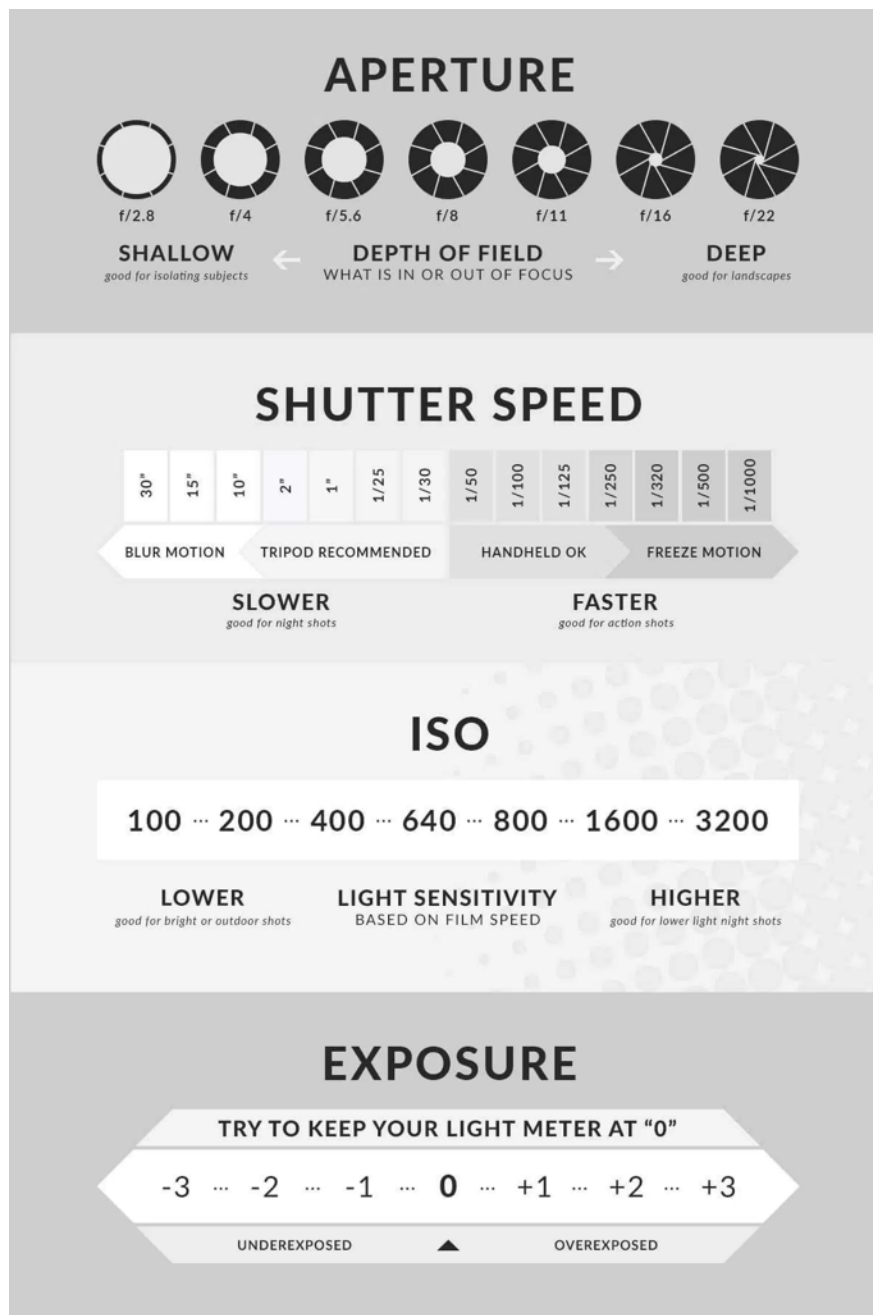 APERTURE
f/2.8 f/4 f/5.6 f/8 f/11 f/16 f/22
SHALLOW ← DEPTH OF FIELD → DEEP
good for isolating subjects WHAT IS IN OR OUT OF FOCUS good for landscapes
SHUTTER SPEED
30" 15" 10" 2" 1" 1/25 1/30 1/50 1/100 1/125 1/250 1/320 1/500 1/1000
BLUR MOTION TRIPOD RECOMMENDED HANDHELD OK FREEZE MOTION
SLOWER FASTER
good for night shots good for action shots
ISO
100 ... 200 ... 400 ... 640 ... 800 ... 1600 ... 3200
LOWER LIGHT SENSITIVITY HIGHER
good for bright or outdoor shots BASED ON FILM SPEED good for lower light night shots
EXPOSURE
TRY TO KEEP YOUR LIGHT METER AT “0”
-3 ... -2 ... -1 ... 0 ... +1 ... +2 ... +3
UNDEREXPOSED OVEREXPOSED